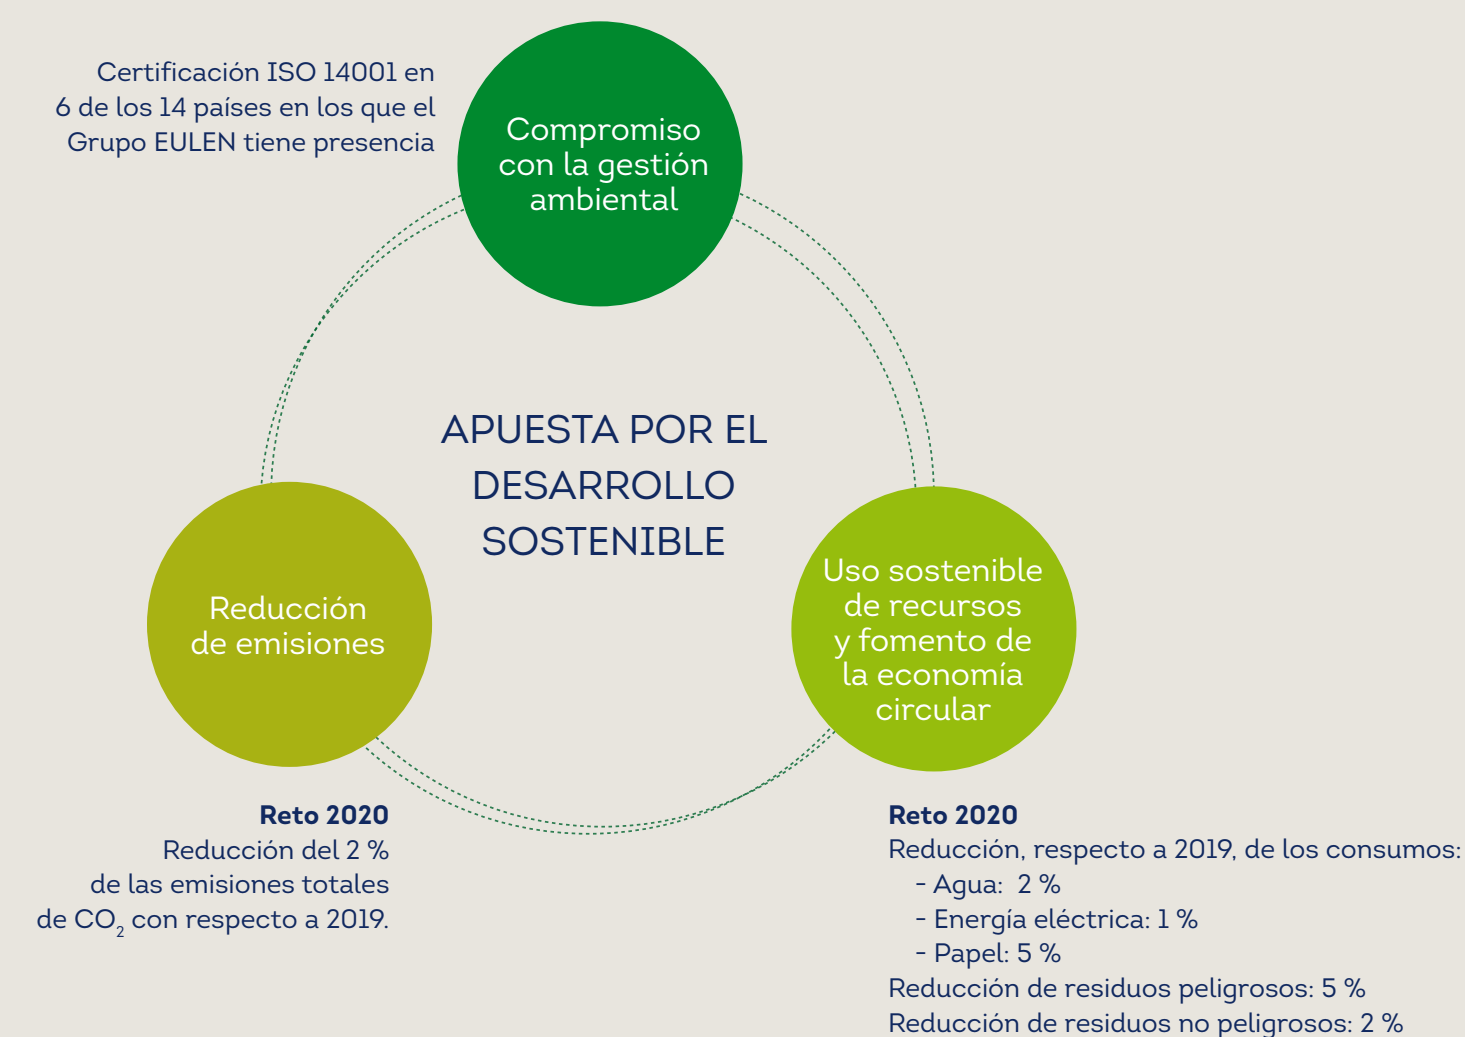 Certificación ISO 14001 en
6 de los 14 países en los que el
Grupo EULEN tiene presencia
Compromiso
con la gestión
ambiental
APUESTA POR EL
DESARROLLO
SOSTENIBLE
Reducción
de emisiones
Uso sostenible
de recursos
y fomento de
la economía
circular
Reto 2020
Reducción del 2 %
de las emisiones totales
de CO₂ con respecto a 2019.
Reto 2020
Reducción, respecto a 2019, de los consumos:
- Agua:  2 %
- Energía eléctrica: 1 %
- Papel: 5 %
Reducción de residuos peligrosos: 5 %
Reducción de residuos no peligrosos: 2 %